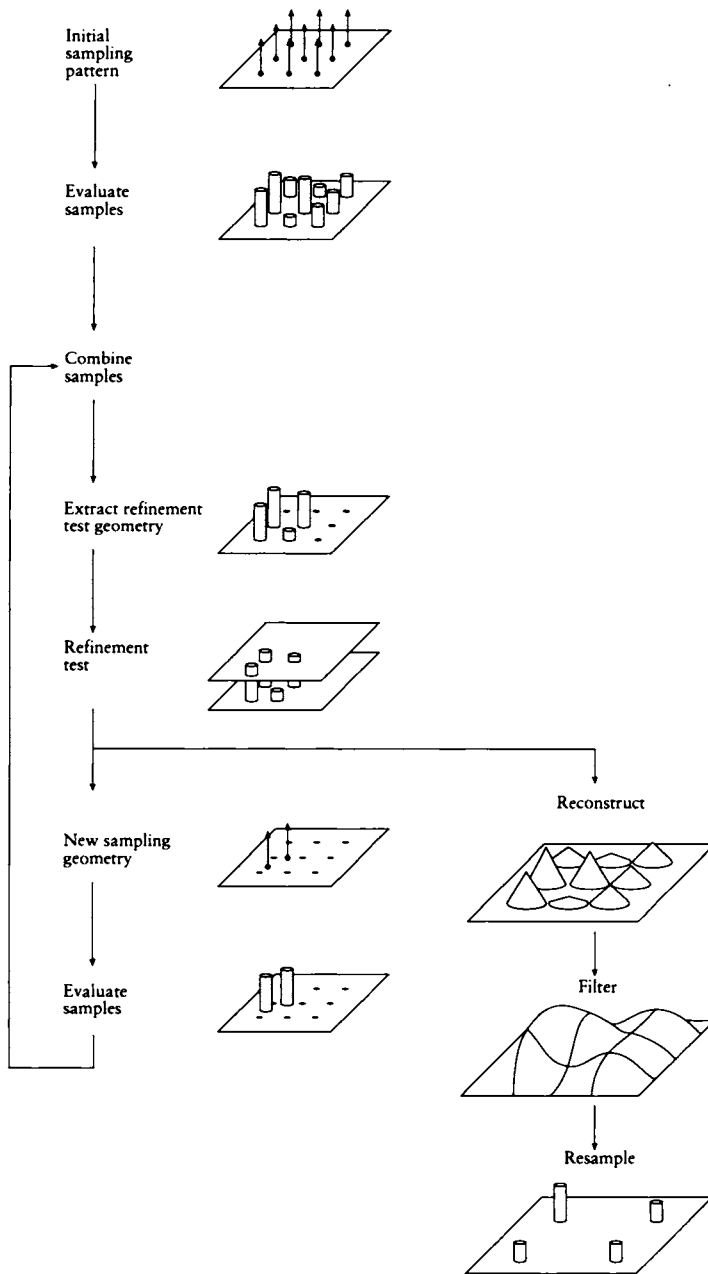 Initial
sampling
pattern
Evaluate
samples
Combine
samples
Extract refinement
test geometry
Refinement
test
New sampling
geometry
Evaluate
samples
Reconstruct
Filter
Resample